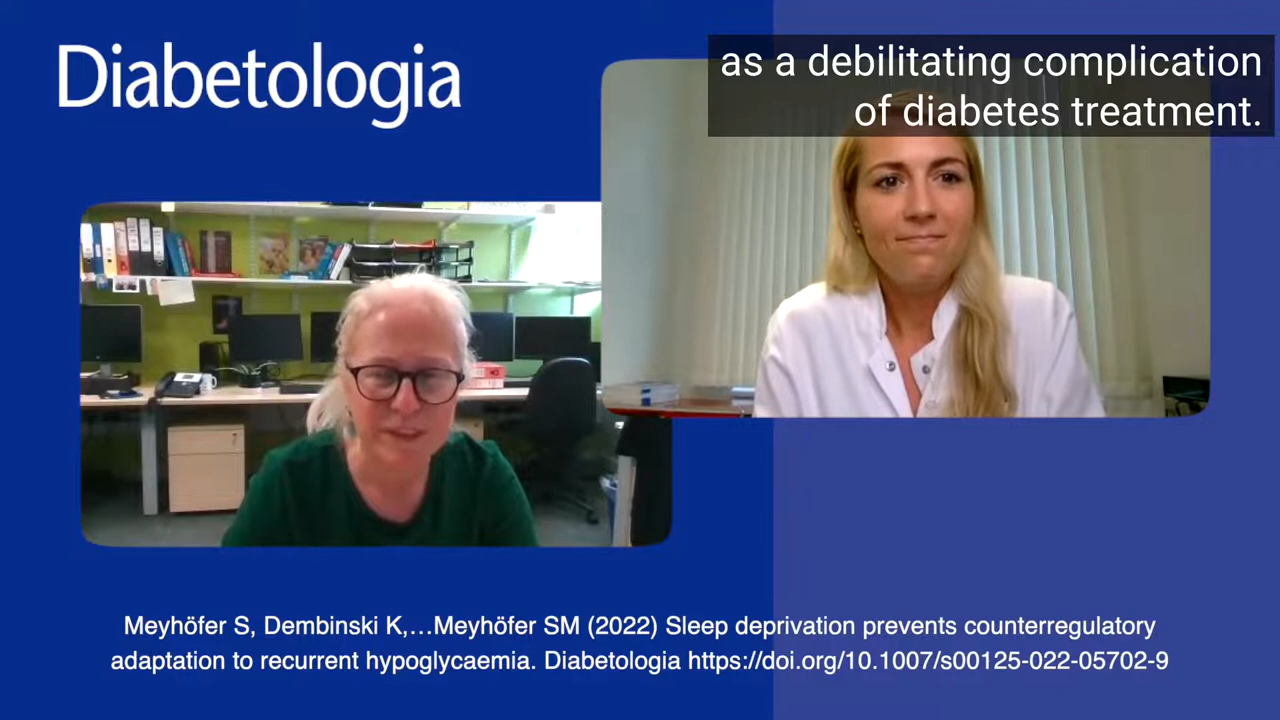 Diabetologia
as a debilitating complication
of diabetes treatment.
Meyhöfer S, Dembinski K,…Meyhöfer SM (2022) Sleep deprivation prevents counterregulatory
adaptation to recurrent hypoglycaemia. Diabetologia https://doi.org/10.1007/s00125-022-05702-9